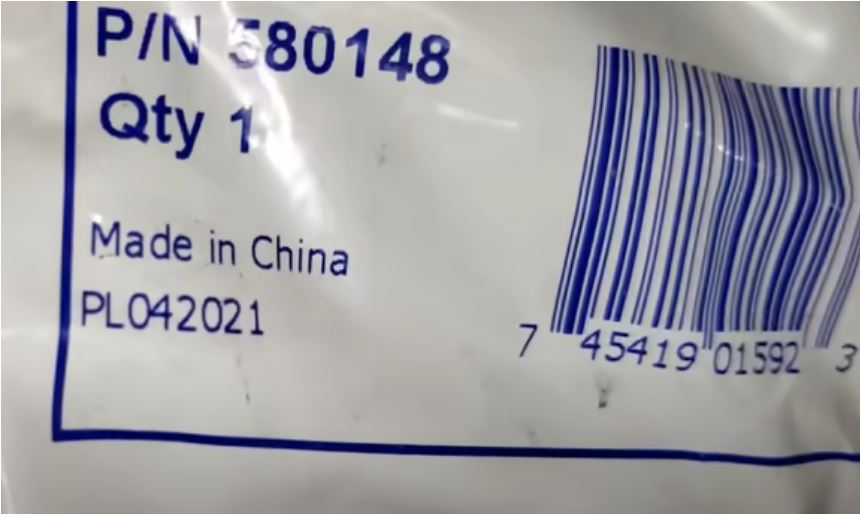 P/N 580148
Qty 1
Made in China
PL042021
7 45419 01592 3